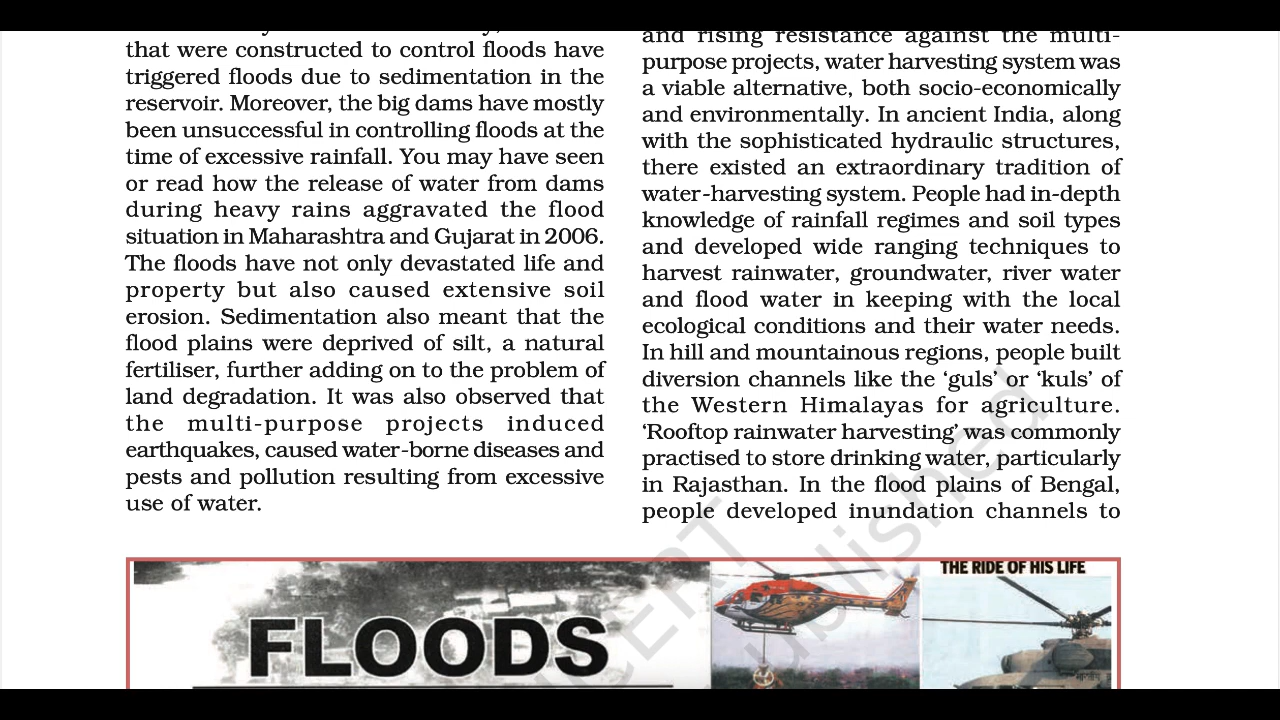 that were constructed to control floods have
triggered floods due to sedimentation in the
reservoir. Moreover, the big dams have mostly
been unsuccessful in controlling floods at the
time of excessive rainfall. You may have seen
or read how the release of water from dams
during heavy rains aggravated the flood
situation in Maharashtra and Gujarat in 2006.
The floods have not only devastated life and
property but also caused extensive soil
erosion. Sedimentation also meant that the
flood plains were deprived of silt, a natural
fertiliser, further adding on to the problem of
land degradation. It was also observed that
the multi-purpose projects induced
earthquakes, caused water-borne diseases and
pests and pollution resulting from excessive
use of water.
and rising resistance against the multi-
purpose projects, water harvesting system was
a viable alternative, both socio-economically
and environmentally. In ancient India, along
with the sophisticated hydraulic structures,
there existed an extraordinary tradition of
water-harvesting system. People had in-depth
knowledge of rainfall regimes and soil types
and developed wide ranging techniques to
harvest rainwater, groundwater, river water
and flood water in keeping with the local
ecological conditions and their water needs.
In hill and mountainous regions, people built
diversion channels like the ‘guls’ or ‘kuls’ of
the Western Himalayas for agriculture.
‘Rooftop rainwater harvesting’ was commonly
practised to store drinking water, particularly
in Rajasthan. In the flood plains of Bengal,
people developed inundation channels to
FLOODS
THE RIDE OF HIS LIFE